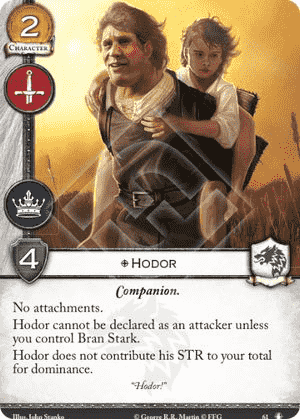 2
CHARACTER
4
HODOR
Companion.
No attachments.
Hodor cannot be declared as an attacker unless
you control Bran Stark.
Hodor does not contribute his STR to your total
for dominance.
"Hodor!"
Illus. John Stanko © George R.R. Martin © FFG 61